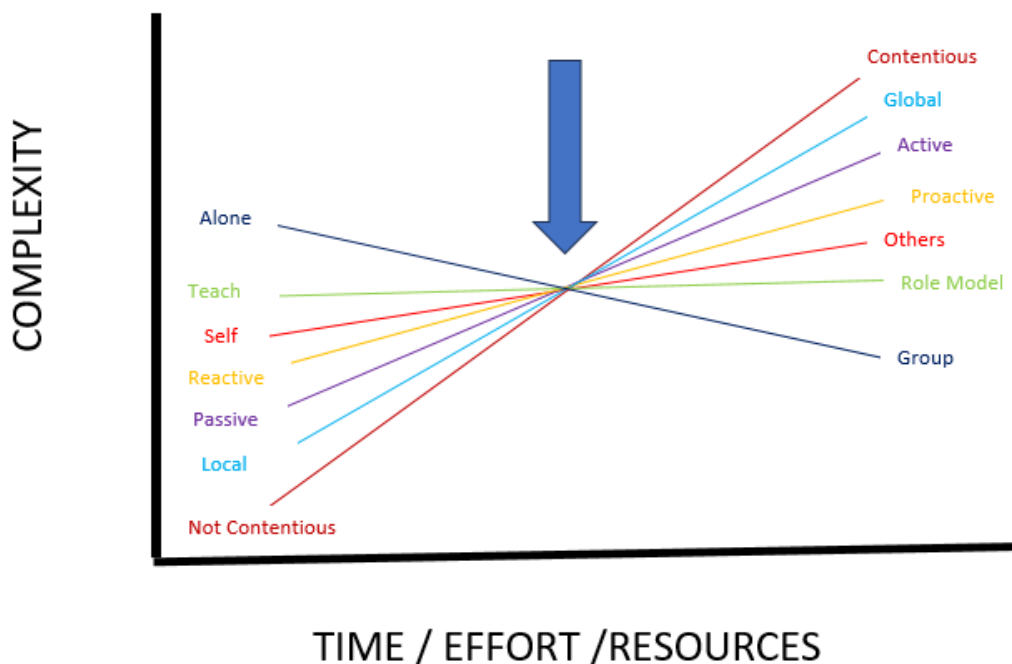 COMPLEXITY
Contentious
Global
Active
Proactive
Others
Role Model
Group
Alone
Teach
Self
Reactive
Passive
Local
Not Contentious
TIME / EFFORT /RESOURCES